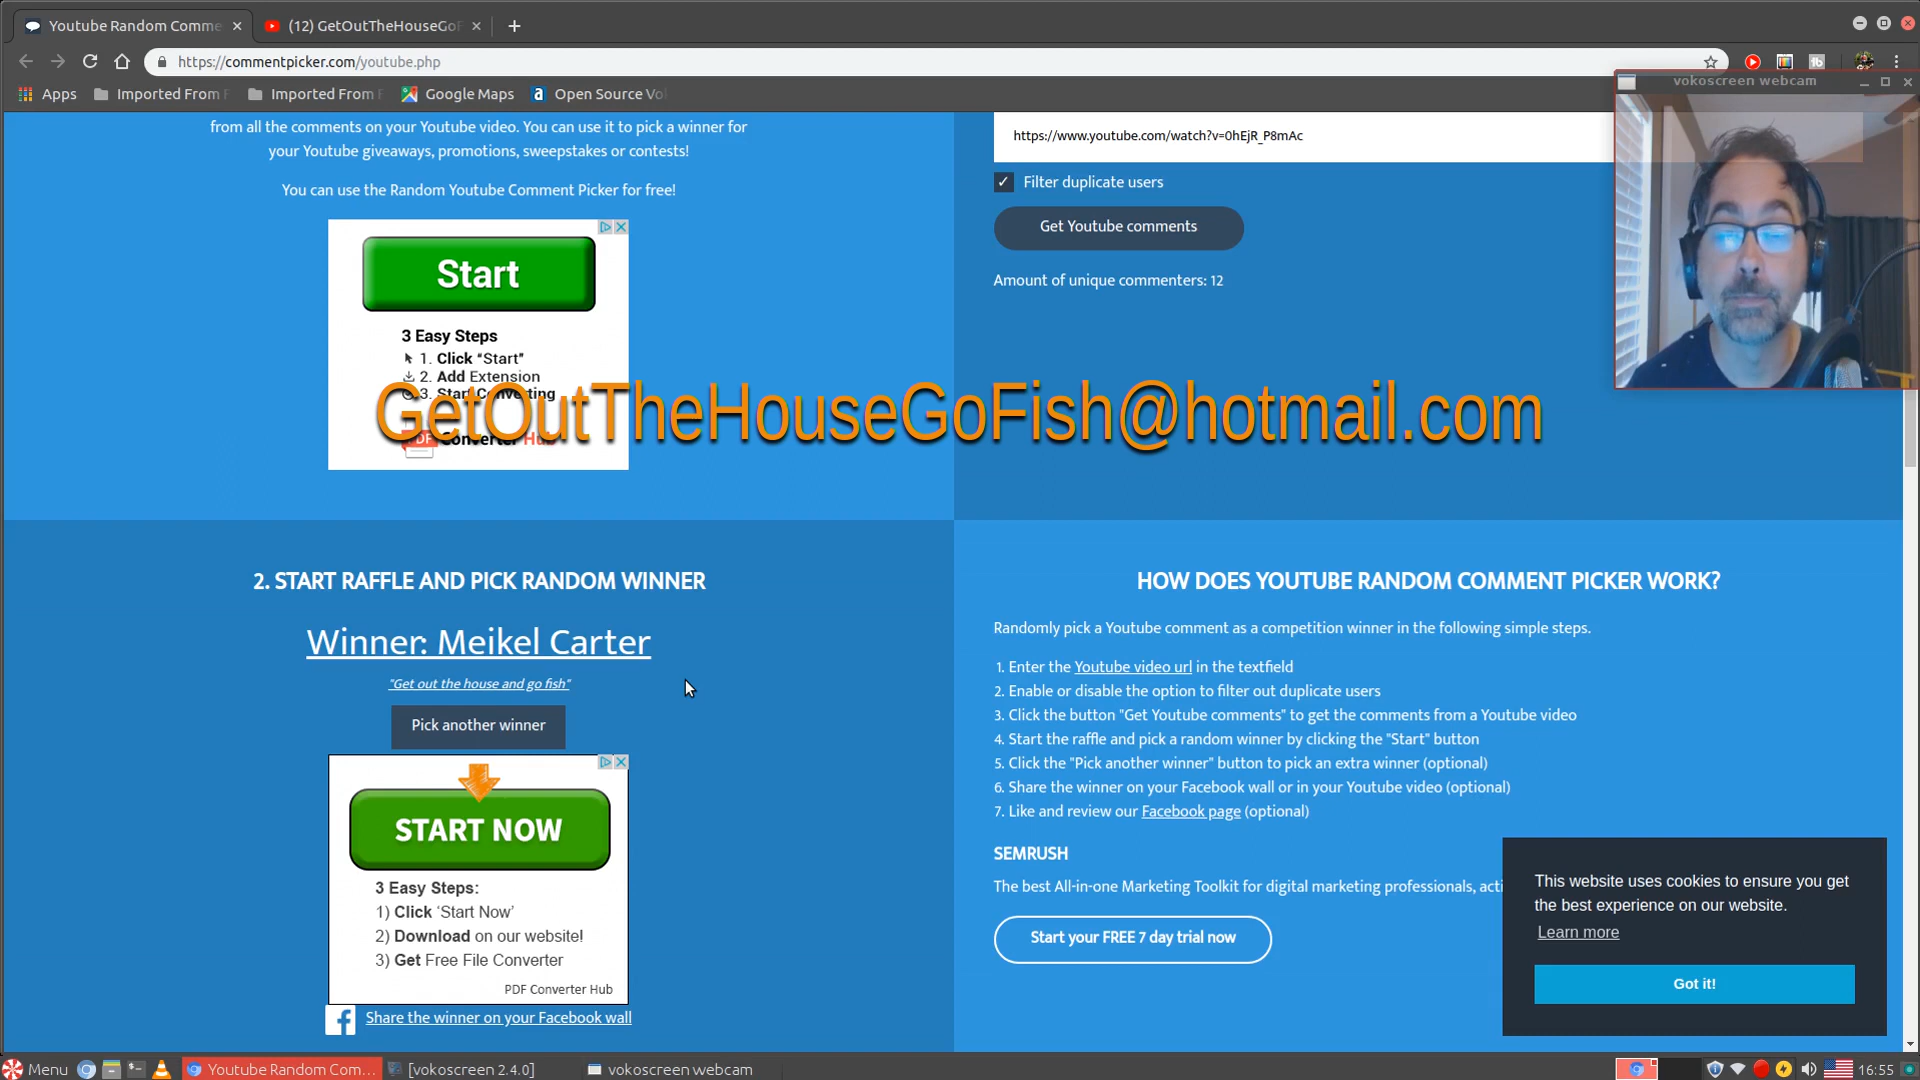 Youtube Random Comme
(12) GetOutTheHouseGoF
https://commentpicker.com/youtube.php
Apps
Imported From
Imported From
Google Maps
Open Source Vo
vokoscreen webcam
from all the comments on your Youtube video. You can use it to pick a winner for
your Youtube giveaways, promotions, sweepstakes or contests!
You can use the Random Youtube Comment Picker for free!
Start
3 Easy Steps
1. Click “Start”
2. Add Extension
3. Start Converting
PDF Converter Hub
https://www.youtube.com/watch?v=0hEjR_P8mAc
Filter duplicate users
Get Youtube comments
Amount of unique commenters: 12
GetOutTheHouseGoFish@hotmail.com
2. START RAFFLE AND PICK RANDOM WINNER
Winner: Meikel Carter
"Get out the house and go fish"
Pick another winner
START NOW
3 Easy Steps:
1) Click ‘Start Now’
2) Download on our website!
3) Get Free File Converter
PDF Converter Hub
Share the winner on your Facebook wall
HOW DOES YOUTUBE RANDOM COMMENT PICKER WORK?
Randomly pick a Youtube comment as a competition winner in the following simple steps.
1. Enter the Youtube video url in the textfield
2. Enable or disable the option to filter out duplicate users
3. Click the button "Get Youtube comments" to get the comments from a Youtube video
4. Start the raffle and pick a random winner by clicking the "Start" button
5. Click the "Pick another winner" button to pick an extra winner (optional)
6. Share the winner on your Facebook wall or in your Youtube video (optional)
7. Like and review our Facebook page (optional)
SEMRUSH
The best All-in-one Marketing Toolkit for digital marketing professionals, acti
Start your FREE 7 day trial now
This website uses cookies to ensure you get
the best experience on our website.
Learn more
Got it!
Menu
Youtube Random Com...
[vokoscreen 2.4.0]
vokoscreen webcam
16:55